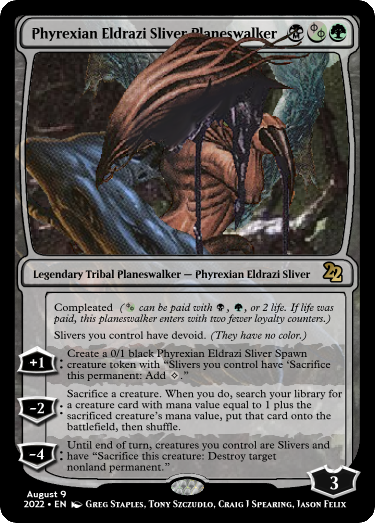 Phyrexian Eldrazi Sliver Planeswalker
Legendary Tribal Planeswalker — Phyrexian Eldrazi Sliver
Compleated ( can be paid with , , or 2 life. If life was
paid, this planeswalker enters with two fewer loyalty counters.)
Slivers you control have devoid. (They have no color.)
+1: Create a 0/1 black Phyrexian Eldrazi Sliver Spawn
creature token with “Slivers you control have ‘Sacrifice
this permanent: Add .”
-2: Sacrifice a creature. When you do, search your library for
a creature card with mana value equal to 1 plus the
sacrificed creature's mana value, put that card onto the
battlefield, then shuffle.
-4: Until end of turn, creatures you control are Slivers and
have “Sacrifice this creature: Destroy target
nonland permanent.”
3
August 9
2022 • EN Greg Staples, Tony Szczudlo, Craig J Spearing, Jason Felix